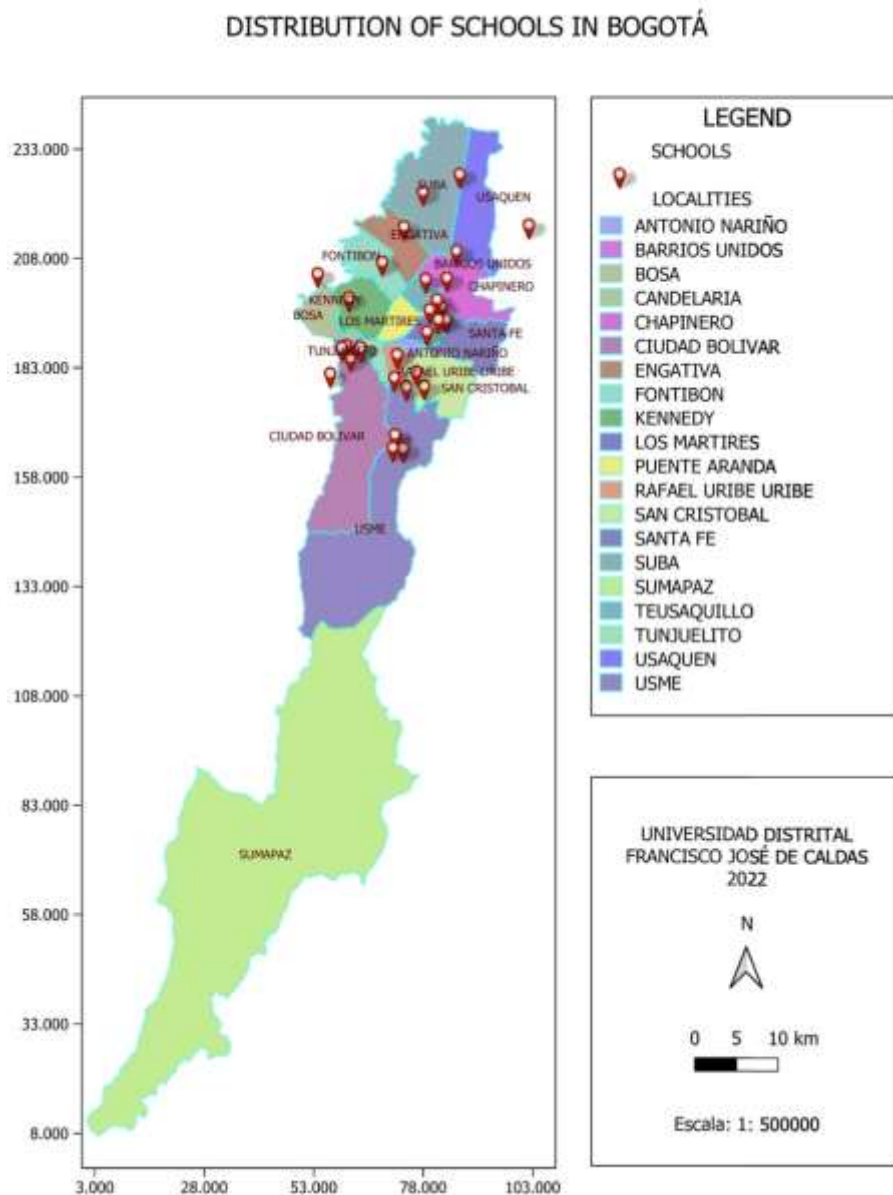 DISTRIBUTION OF SCHOOLS IN BOGOTÁ
233.000
208.000
183.000
158.000
133.000
108.000
83.000
58.000
33.000
8.000
3.000 28.000 53.000 78.000 103.000
SUBA
USAQUEN
ENGATIVA
FONTIBON
BARRIOS UNIDOS
CHAPINERO
KENNEDY
BOSA
LOS MARTIRES
SANTA FE
ANTONIO NARIÑO
RAFAEL URIBE URIBE
SAN CRISTOBAL
CIUDAD BOLIVAR
USME
SUMAPAZ
LEGEND
SCHOOLS
LOCALITIES
ANTONIO NARIÑO
BARRIOS UNIDOS
BOSA
CANDELARIA
CHAPINERO
CIUDAD BOLIVAR
ENGATIVA
FONTIBON
KENNEDY
LOS MARTIRES
PUENTE ARANDA
RAFAEL URIBE URIBE
SAN CRISTOBAL
SANTA FE
SUBA
SUMAPAZ
TEUSAQUILLO
TUNJUELITO
USAQUEN
USME
UNIVERSIDAD DISTRITAL
FRANCISCO JOSÉ DE CALDAS
2022
N
0 5 10 km
Escala: 1: 500000